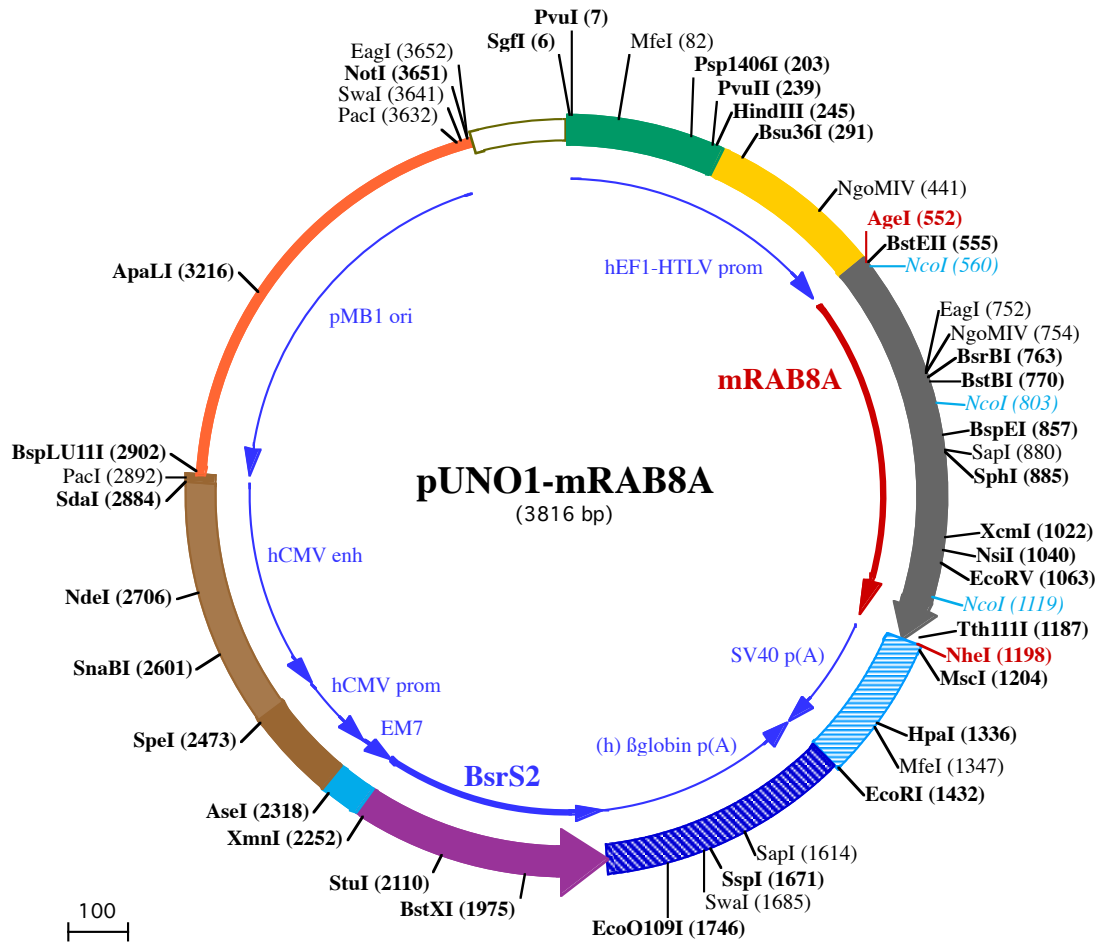 PvuI (7)
SgfI (6)
MfeI (82)
EagI (3652)
Psp1406I (203)
NotI (3651)
PvuII (239)
SwaI (3641)
HindIII (245)
PacI (3632)
Bsu36I (291)
NgoMIV (441)
AgeI (552)
BstEII (555)
NcoI (560)
hEF1-HTLV prom
ApaLI (3216)
pMB1 ori
EagI (752)
NgoMIV (754)
BsrBI (763)
BstBI (770)
mRAB8A
NcoI (803)
BspEI (857)
BspLU11I (2902)
SapI (880)
PacI (2892)
SphI (885)
SdaI (2884)
pUNO1-mRAB8A
(3816 bp)
XcmI (1022)
NsiI (1040)
hCMV enh
EcoRV (1063)
NdeI (2706)
NcoI (1119)
Tth111I (1187)
SV40 p(A)
NheI (1198)
SnaBI (2601)
MscI (1204)
hCMV prom
EM7
HpaI (1336)
SpeI (2473)
(h) ßglobin p(A)
MfeI (1347)
BsrS2
EcoRI (1432)
AseI (2318)
XmnI (2252)
SapI (1614)
StuI (2110)
SspI (1671)
SwaI (1685)
BstXI (1975)
EcoO109I (1746)
100